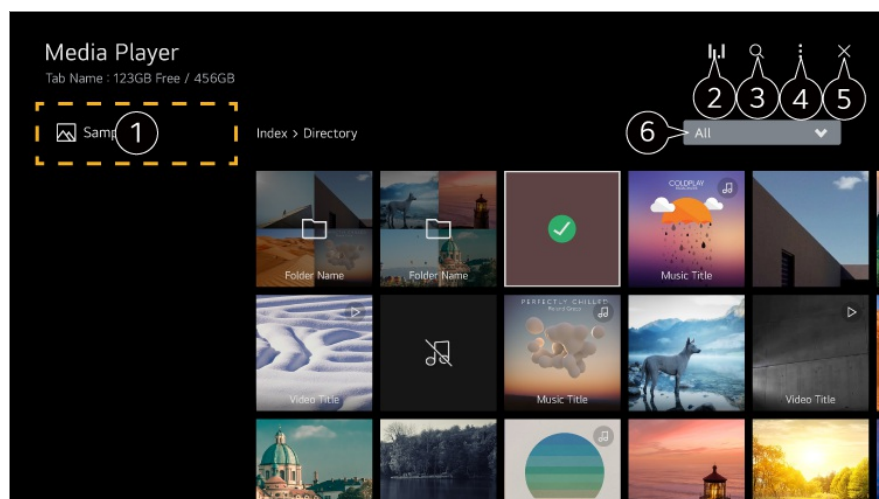 Media Player
Tab Name : 123GB Free / 456GB
2
3
4
5
1
Index > Directory
6
All
Folder Name
Folder Name
COLDPLAY
Music Title
Video Title
PERFECTLY CHILLED
Music Title
Video Title